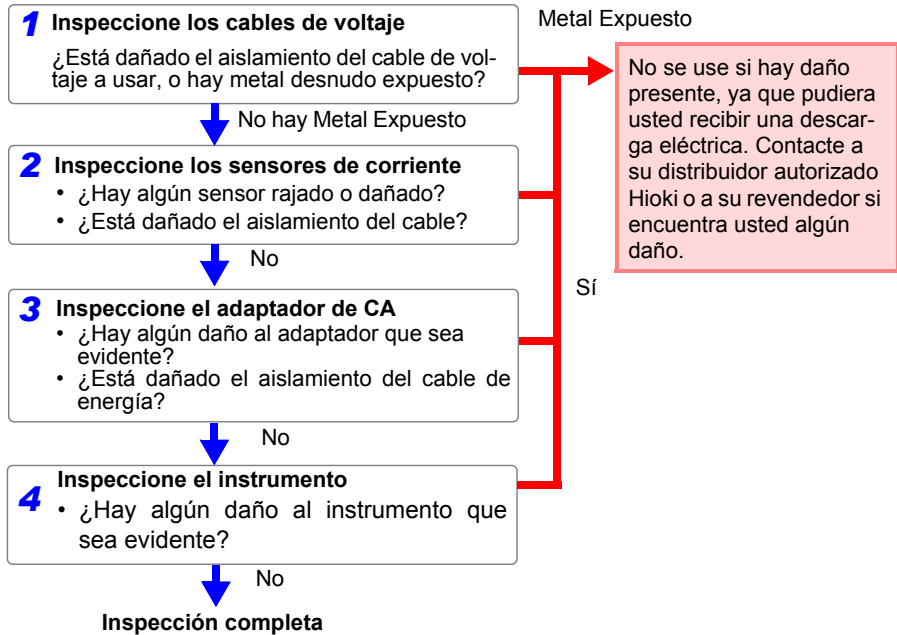 1 Inspeccione los cables de voltaje
¿Está dañado el aislamiento del cable de vol-
taje a usar, o hay metal desnudo expuesto?
Metal Expuesto
No se use si hay daño
presente, ya que pudiera
usted recibir una descar-
ga eléctrica. Contacte a
su distribuidor autorizado
Hioki o a su revendedor si
encuentra usted algún
daño.
No hay Metal Expuesto
2 Inspeccione los sensores de corriente
• ¿Hay algún sensor rajado o dañado?
• ¿Está dañado el aislamiento del cable?
No
Sí
3 Inspeccione el adaptador de CA
• ¿Hay algún daño al adaptador que sea
evidente?
• ¿Está dañado el aislamiento del cable de
energía?
No
4 Inspeccione el instrumento
• ¿Hay algún daño al instrumento que
sea evidente?
No
Inspección completa